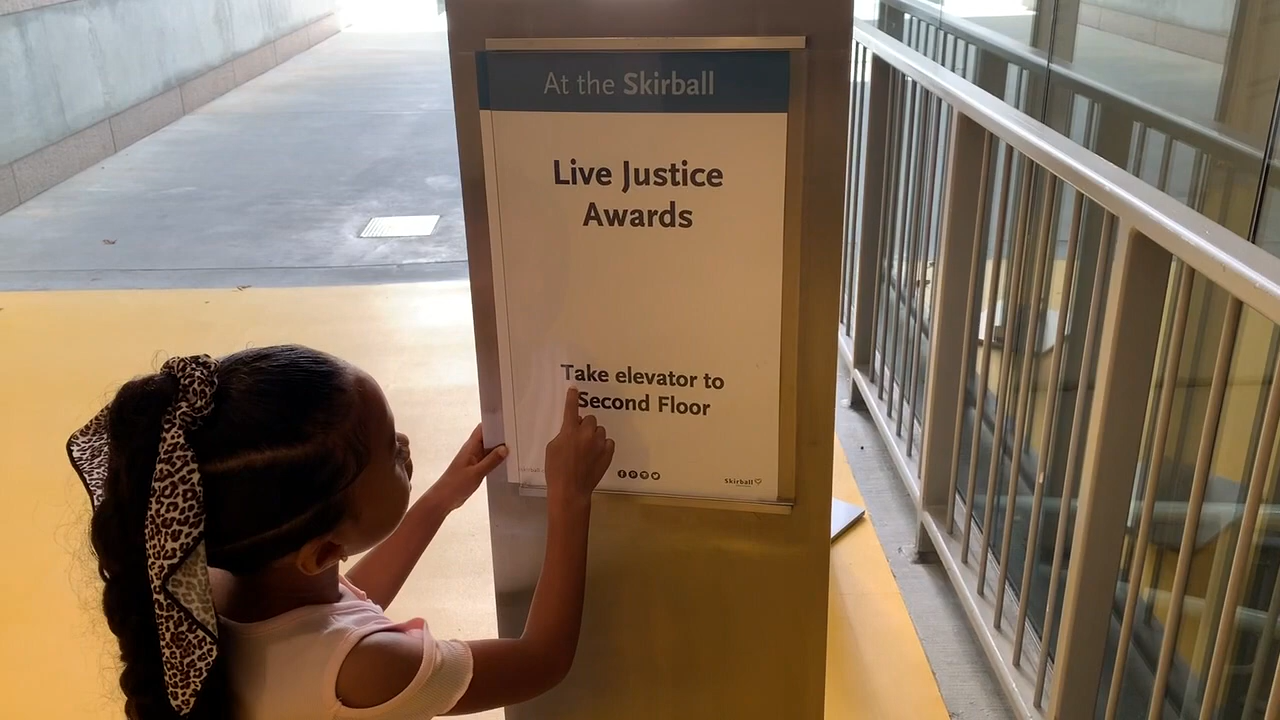 At the Skirball
Live Justice
Awards
Take elevator to
Second Floor
Skirball